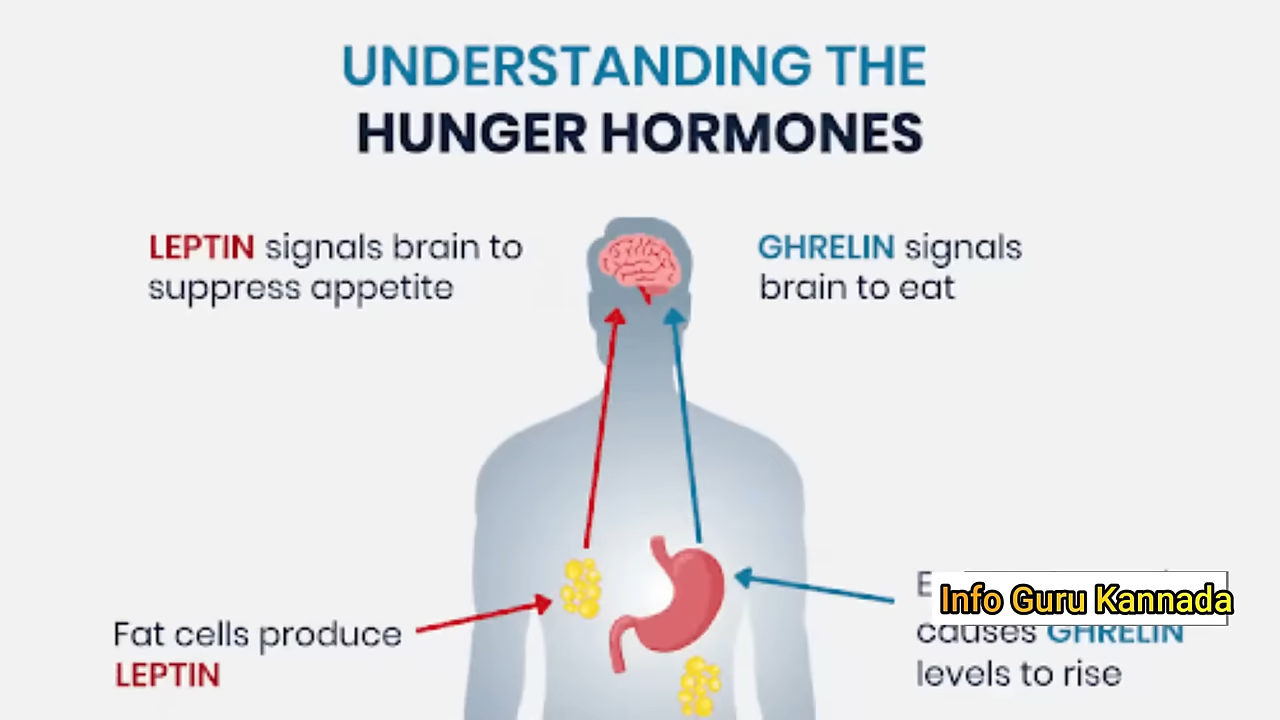 UNDERSTANDING THE
HUNGER HORMONES
LEPTIN signals brain to
suppress appetite
GHRELIN signals
brain to eat
Fat cells produce
LEPTIN
Info Guru Kannada
causes GHRELIN
levels to rise